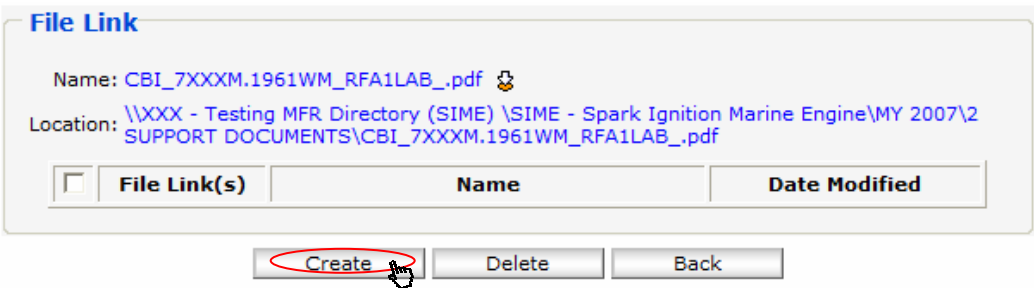 File Link
Name: CBI_7XXXM.1961WM_RFA1LAB_.pdf
Location: \\XXX - Testing MFR Directory (SIME) \SIME - Spark Ignition Marine Engine\MY 2007\2
SUPPORT DOCUMENTS\CBI_7XXXM.1961WM_RFA1LAB_.pdf
File Link(s) Name Date Modified
Create Delete Back